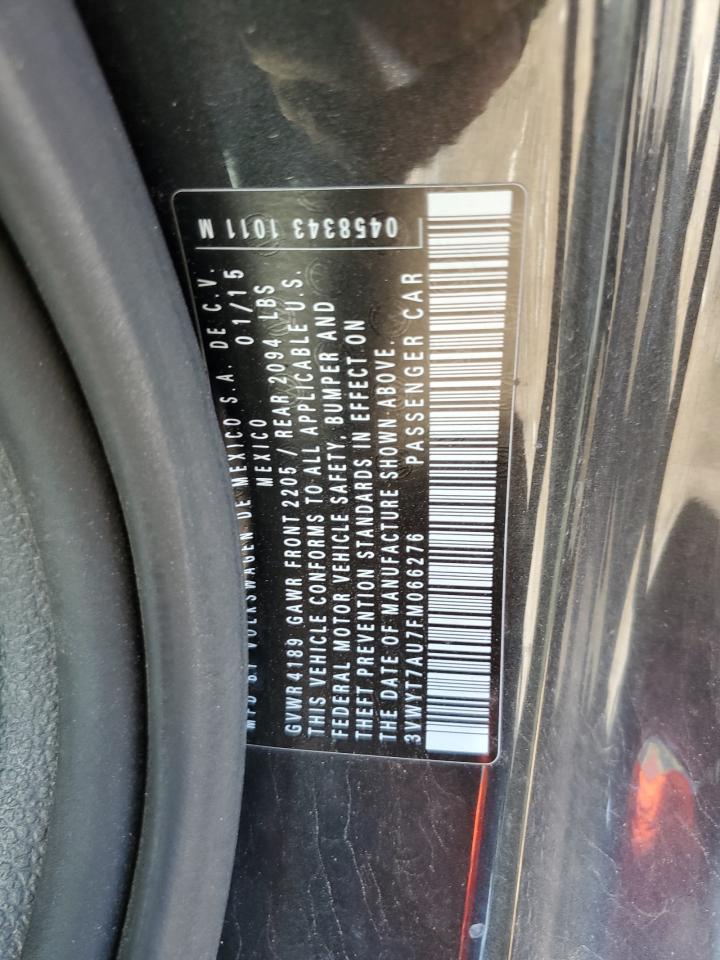 MFD BY VOLKSWAGEN DE MEXICO S.A. DE C.V.
MEXICO 01/15
GVWR 4189 GAWR FRONT 2205 / REAR 2094 LBS
THIS VEHICLE CONFORMS TO ALL APPLICABLE U.S.
FEDERAL MOTOR VEHICLE SAFETY, BUMPER AND
THEFT PREVENTION STANDARDS IN EFFECT ON
THE DATE OF MANUFACTURE SHOWN ABOVE.
3VWYT7AU7FM066276 PASSENGER CAR
0458343 1011 M